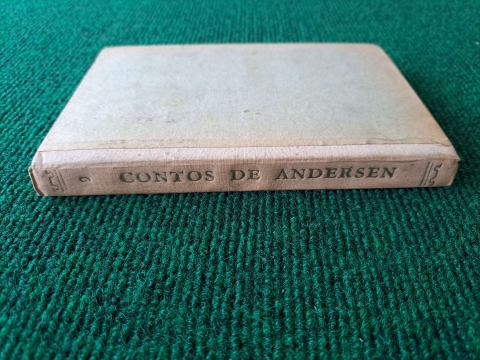 CONTOS DE ANDERSEN